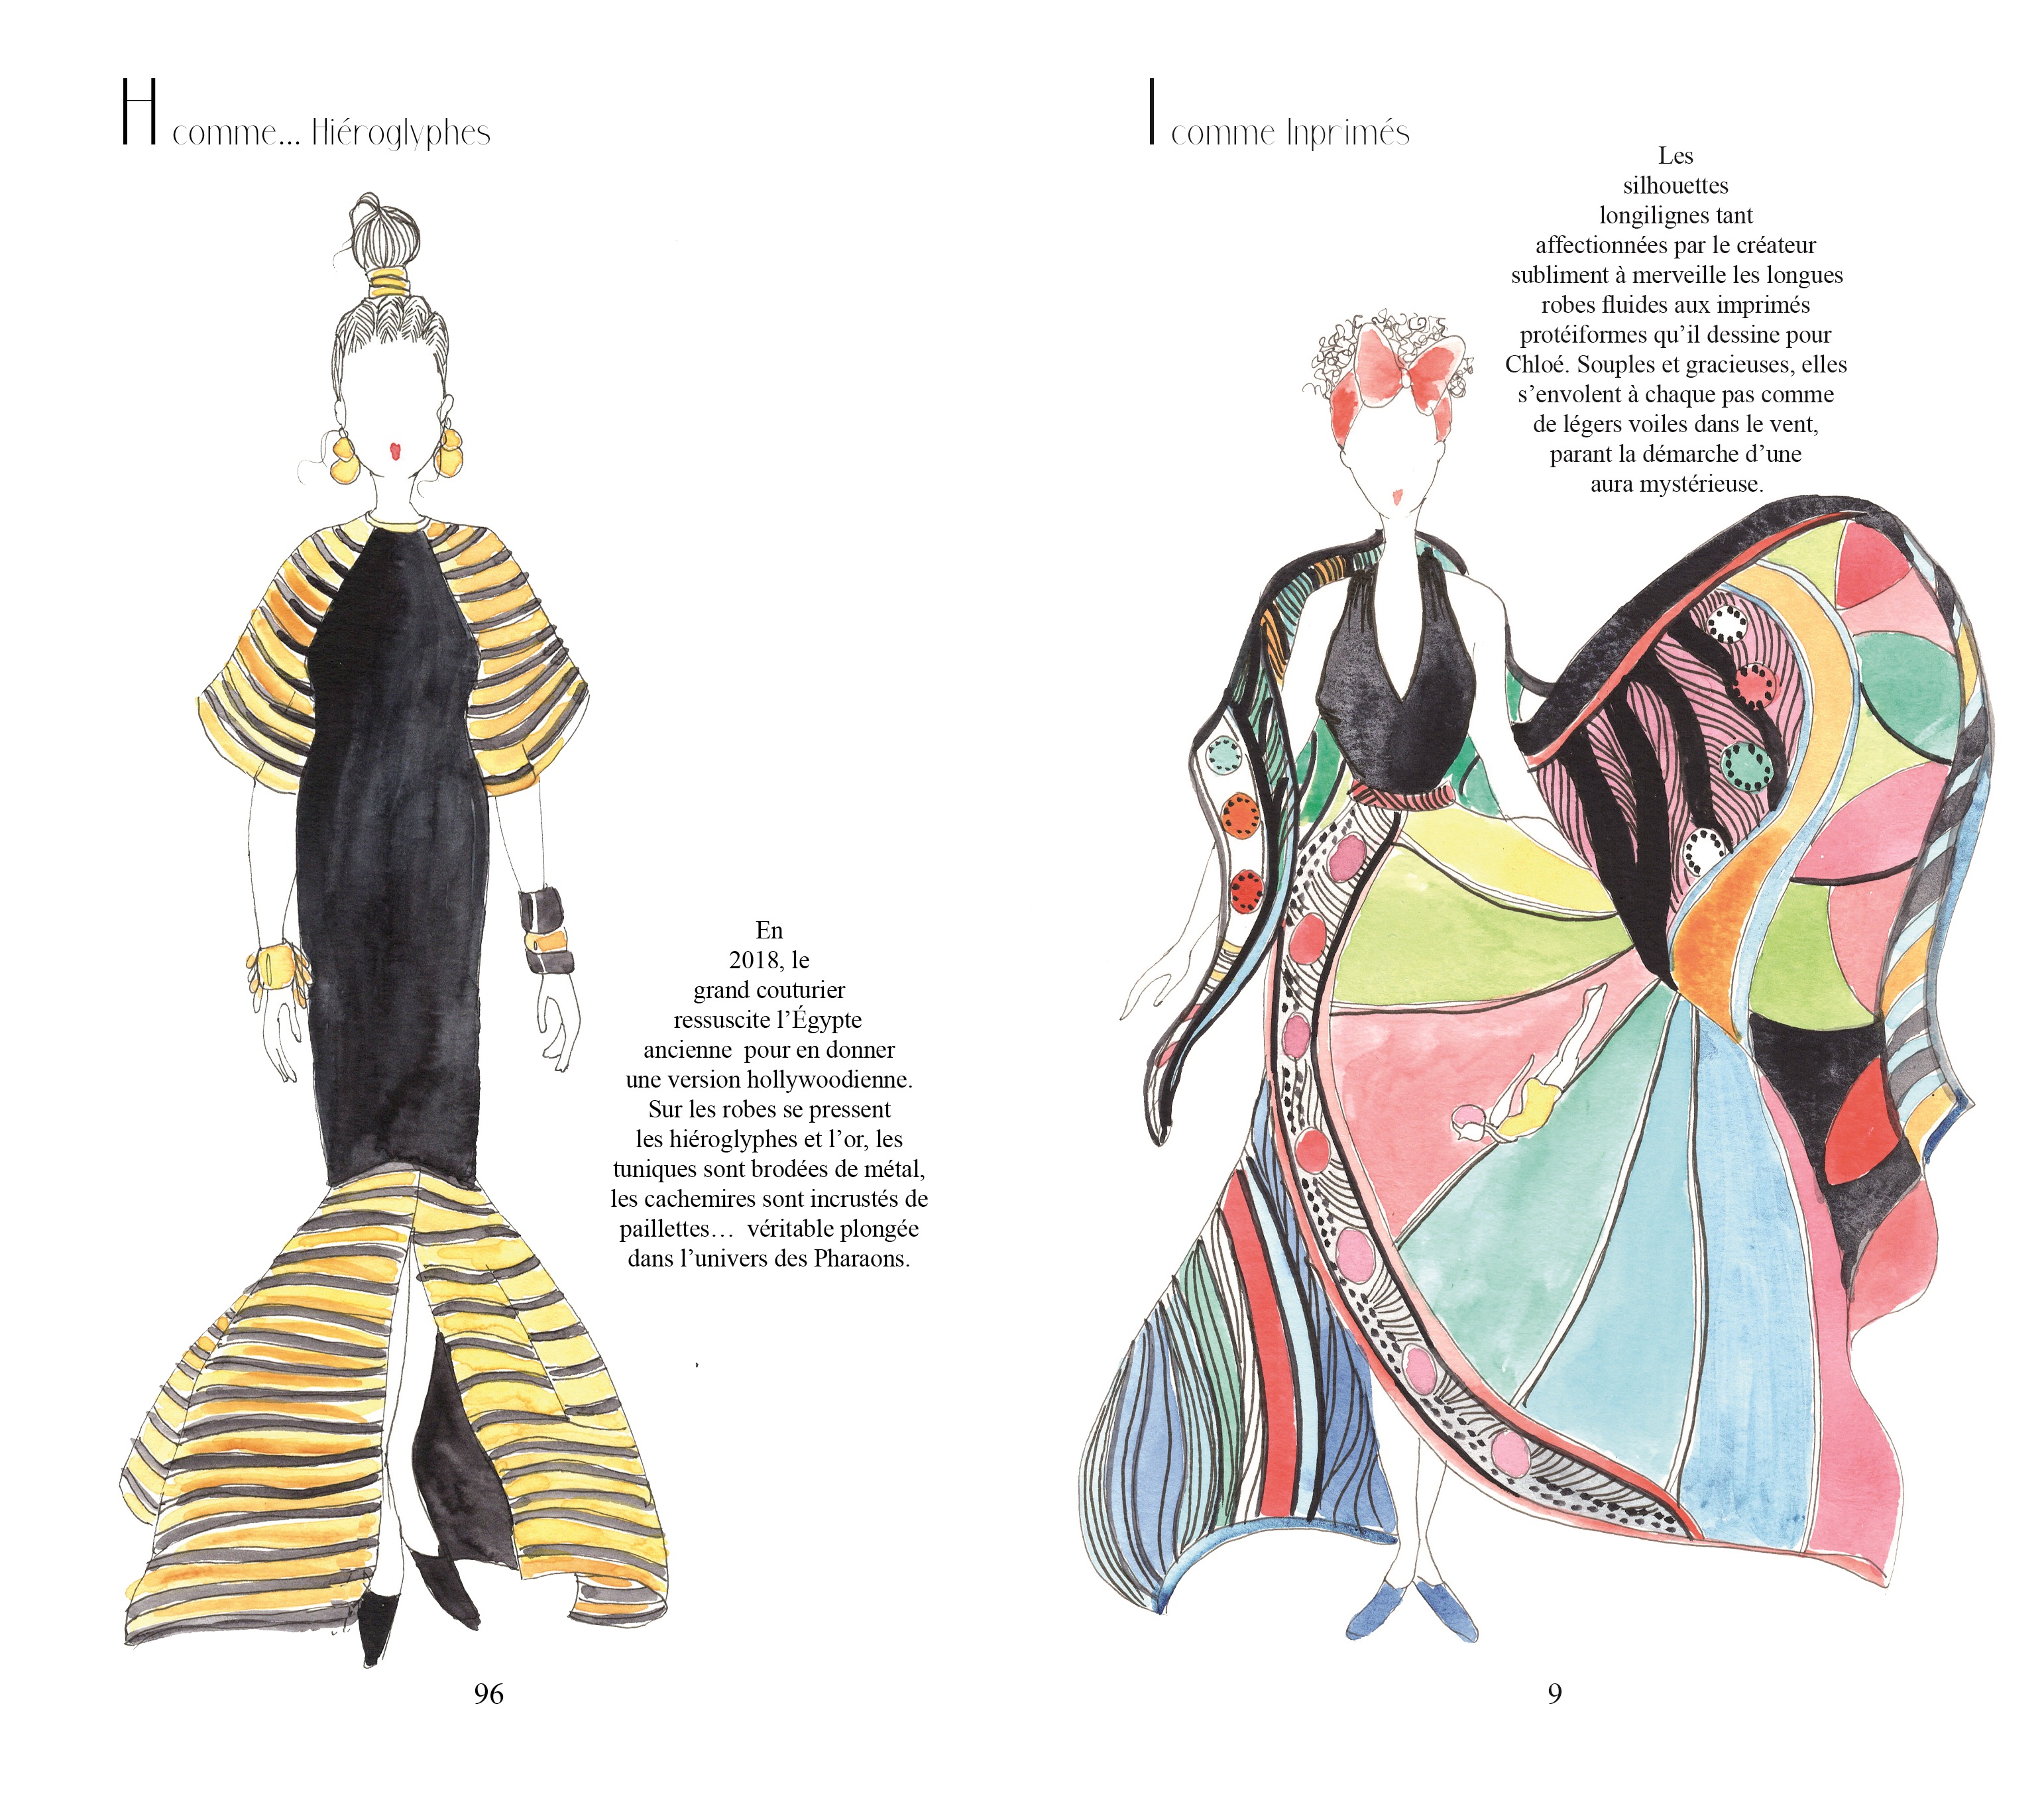 H comme... Hiéroglyphes
En
2018, le
grand couturier
ressuscite l’Égypte
ancienne pour en donner
une version hollywoodienne.
Sur les robes se pressent
les hiéroglyphes et l’or, les
tuniques sont brodées de métal,
les cachemires sont incrustés de
paillettes… véritable plongée
dans l’univers des Pharaons.
96
I comme Inprimés
Les
silhouettes
longilignes tant
affectionnées par le créateur
subliment à merveille les longues
robes fluides aux imprimés
protéiformes qu’il dessine pour
Chloé. Souples et gracieuses, elles
s’envolent à chaque pas comme
de légers voiles dans le vent,
parant la démarche d’une
aura mystérieuse.
9